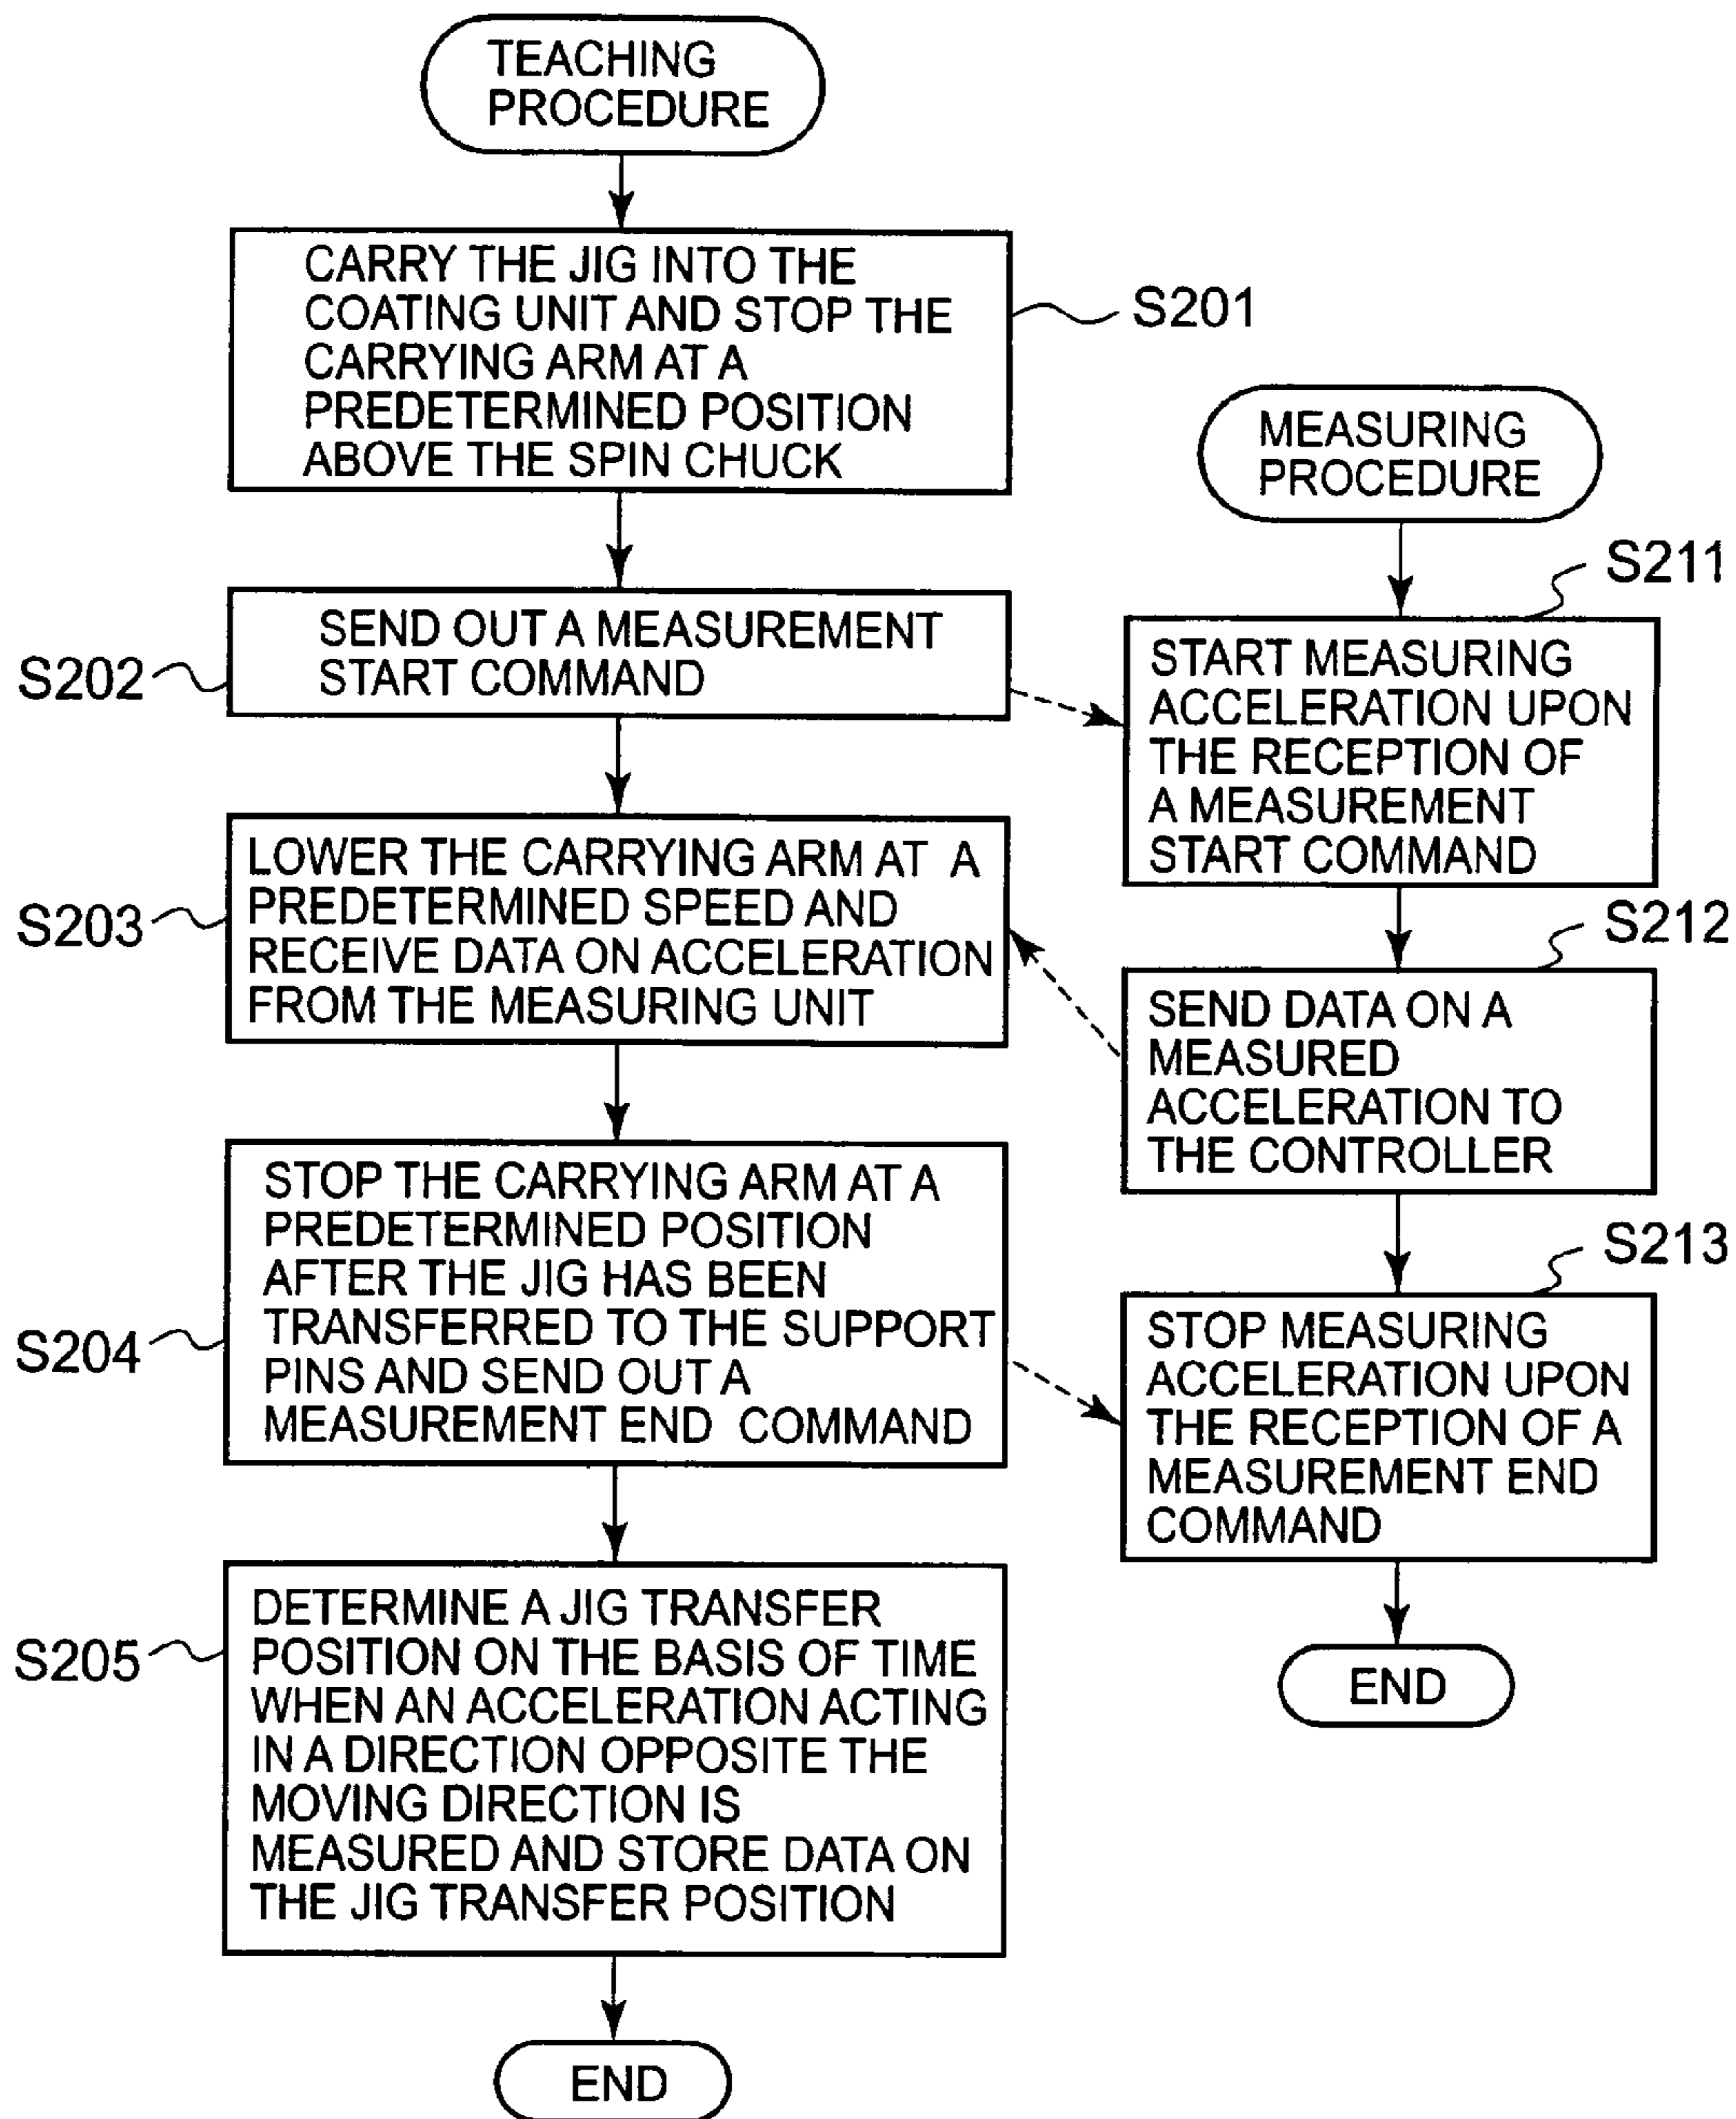 TEACHING
PROCEDURE
CARRY THE JIG INTO THE
COATING UNIT AND STOP THE
CARRYING ARM AT A
PREDETERMINED POSITION
ABOVE THE SPIN CHUCK
S201
SEND OUT A MEASUREMENT
START COMMAND
S202
LOWER THE CARRYING ARM AT A
PREDETERMINED SPEED AND
RECEIVE DATA ON ACCELERATION
FROM THE MEASURING UNIT
S203
STOP THE CARRYING ARM AT A
PREDETERMINED POSITION
AFTER THE JIG HAS BEEN
TRANSFERRED TO THE SUPPORT
PINS AND SEND OUT A
MEASUREMENT END COMMAND
S204
DETERMINE A JIG TRANSFER
POSITION ON THE BASIS OF TIME
WHEN AN ACCELERATION ACTING
IN A DIRECTION OPPOSITE THE
MOVING DIRECTION IS
MEASURED AND STORE DATA ON
THE JIG TRANSFER POSITION
S205
END
MEASURING
PROCEDURE
S211
START MEASURING
ACCELERATION UPON
THE RECEPTION OF
A MEASUREMENT
START COMMAND
S212
SEND DATA ON A
MEASURED
ACCELERATION TO
THE CONTROLLER
S213
STOP MEASURING
ACCELERATION UPON
THE RECEPTION OF A
MEASUREMENT END
COMMAND
END